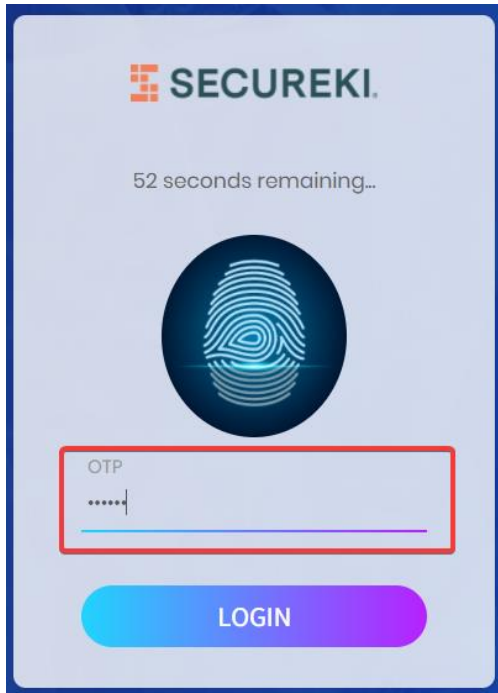 SECUREKI.
52 seconds remaining...
OTP
••••••
LOGIN